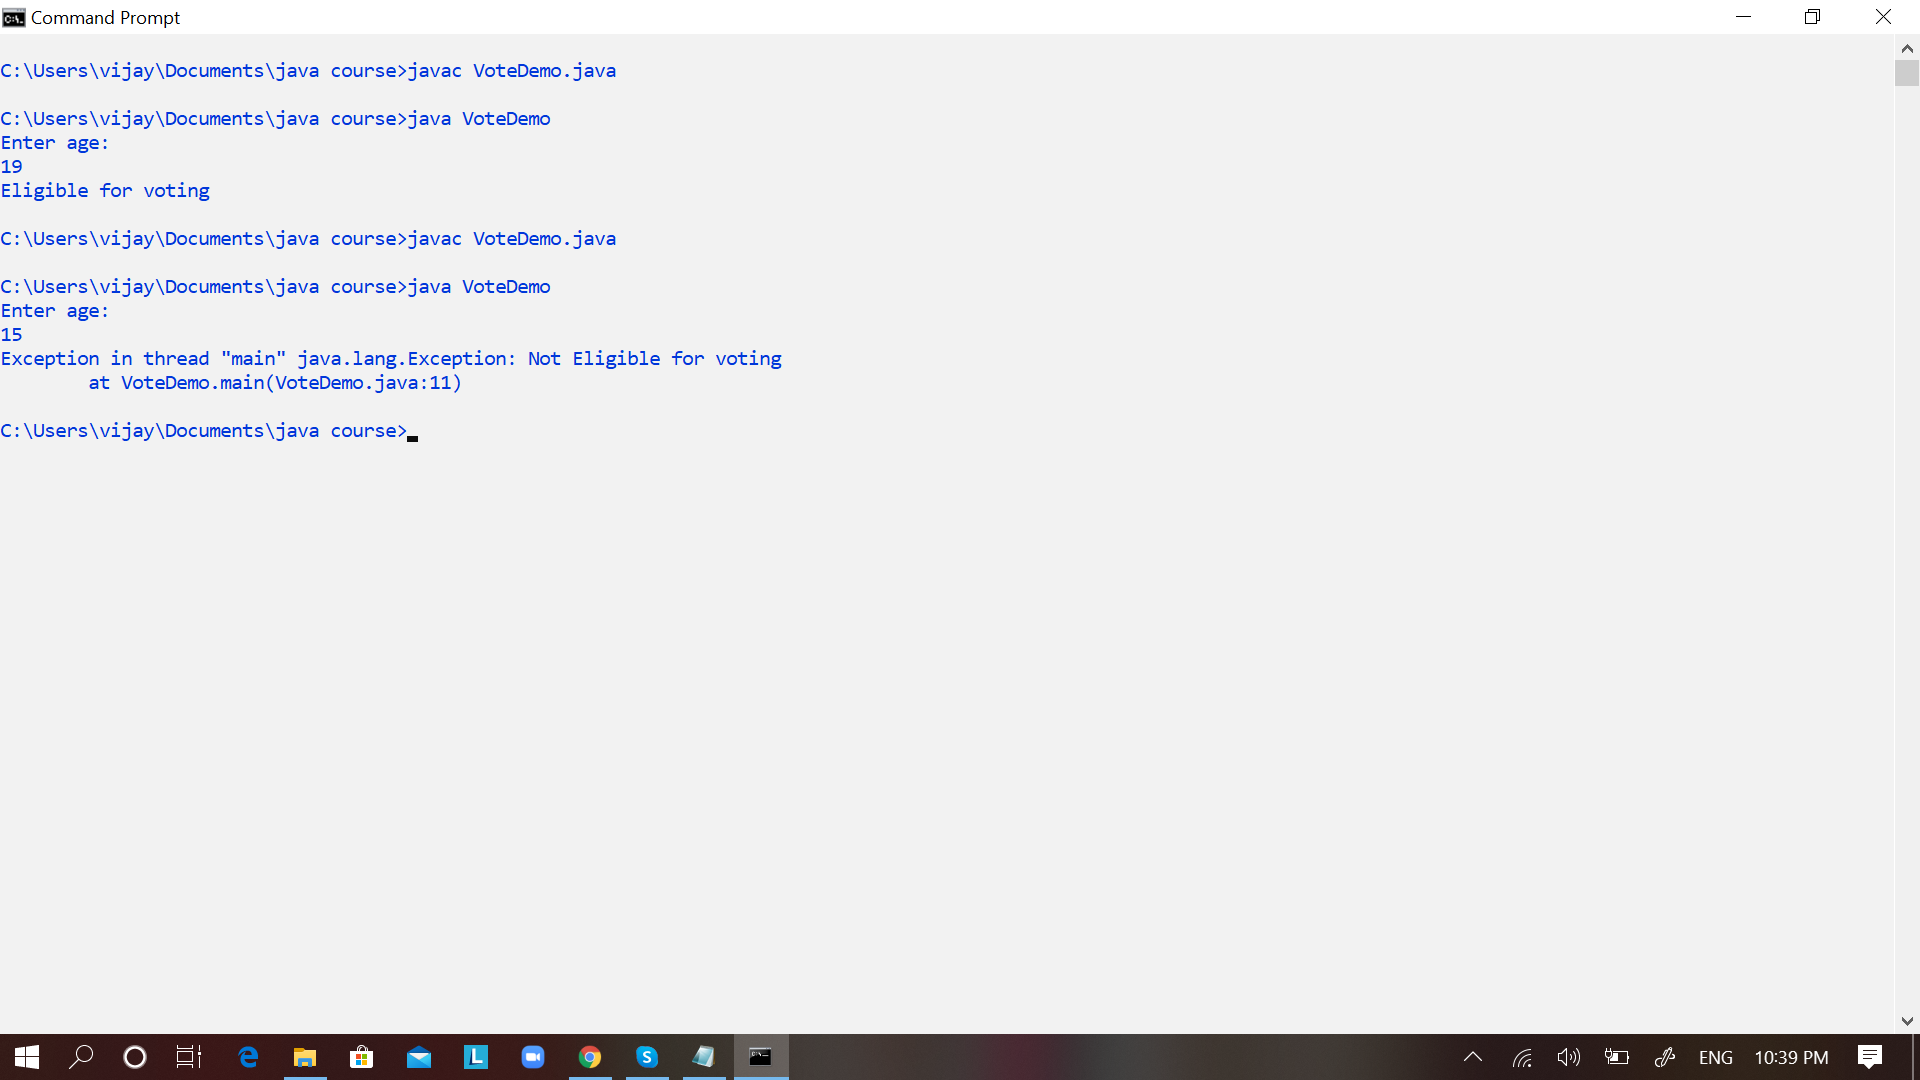 Command Prompt
C:\Users\vijay\Documents\java course>javac VoteDemo.java
C:\Users\vijay\Documents\java course>java VoteDemo
Enter age:
19
Eligible for voting
C:\Users\vijay\Documents\java course>javac VoteDemo.java
C:\Users\vijay\Documents\java course>java VoteDemo
Enter age:
15
Exception in thread "main" java.lang.Exception: Not Eligible for voting
        at VoteDemo.main(VoteDemo.java:11)
C:\Users\vijay\Documents\java course>
ENG 10:39 PM